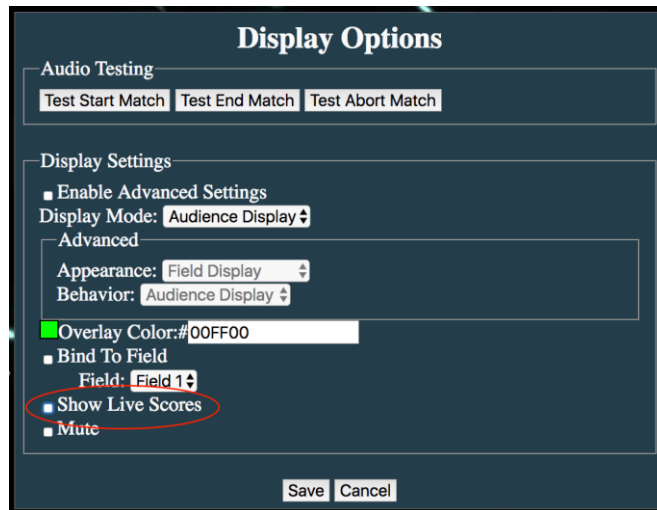 Display Options
Audio Testing
Test Start Match Test End Match Test Abort Match
Display Settings
Enable Advanced Settings
Display Mode: Audience Display
Advanced
Appearance: Field Display
Behavior: Audience Display
Overlay Color:#00FF00
Bind To Field
Field: Field 1
Show Live Scores
Mute
Save Cancel